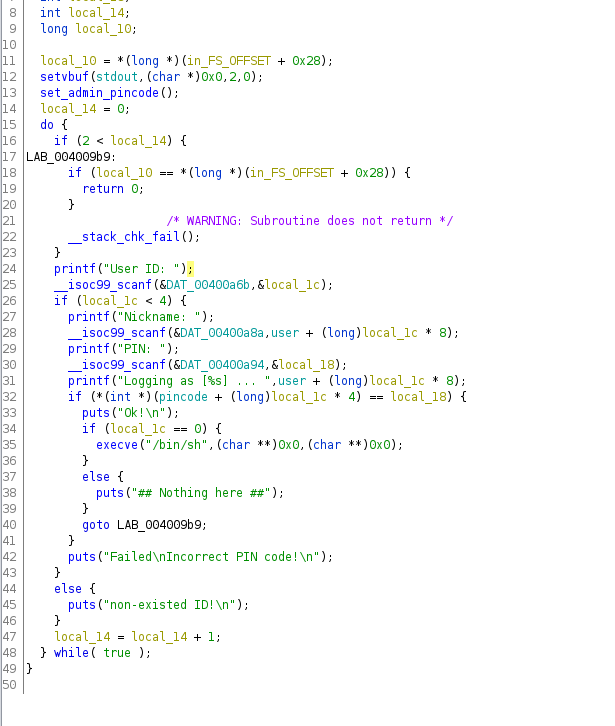 8 int local_14;
9 long local_10;
10
11 local_10 = *(long *)(in_FS_OFFSET + 0x28);
12 setvbuf(stdout,(char *)0x0,2,0);
13 set_admin_pincode();
14 local_14 = 0;
15 do {
16 if (2 < local_14) {
17 LAB_004009b9:
18 if (local_10 == *(long *)(in_FS_OFFSET + 0x28)) {
19 return 0;
20 }
21 /* WARNING: Subroutine does not return */
22 __stack_chk_fail();
23 }
24 printf("User ID: ");
25 __isoc99_scanf(&DAT_00400a6b,&local_1c);
26 if (local_1c < 4) {
27 printf("Nickname: ");
28 __isoc99_scanf(&DAT_00400a8a,user + (long)local_1c * 8);
29 printf("PIN: ");
30 __isoc99_scanf(&DAT_00400a94,&local_18);
31 printf("Logging as [%s] ... ",user + (long)local_1c * 8);
32 if (*(int *)(pincode + (long)local_1c * 4) == local_18) {
33 puts("Ok!\n");
34 if (local_1c == 0) {
35 execve("/bin/sh",(char **)0x0,(char **)0x0);
36 }
37 else {
38 puts("## Nothing here ##");
39 }
40 goto LAB_004009b9;
41 }
42 puts("Failed\nIncorrect PIN code!\n");
43 }
44 else {
45 puts("non-existed ID!\n");
46 }
47 local_14 = local_14 + 1;
48 } while( true );
49 }
50